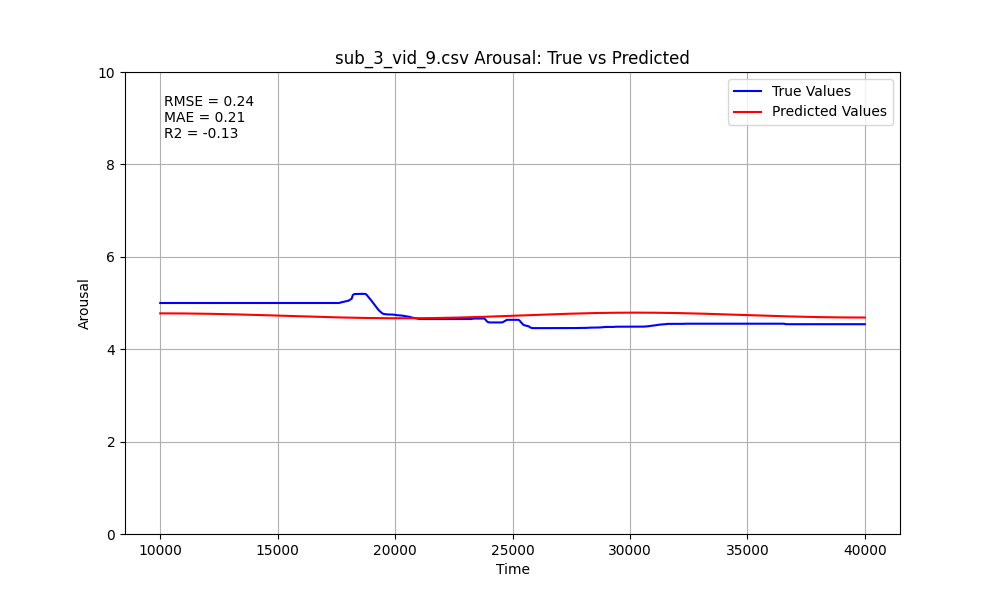 sub_3_vid_9.csv Arousal: True vs Predicted
RMSE = 0.24
MAE = 0.21
R2 = -0.13
True Values
Predicted Values
Arousal
10
8
6
4
2
0
10000 15000 20000 25000 30000 35000 40000
Time